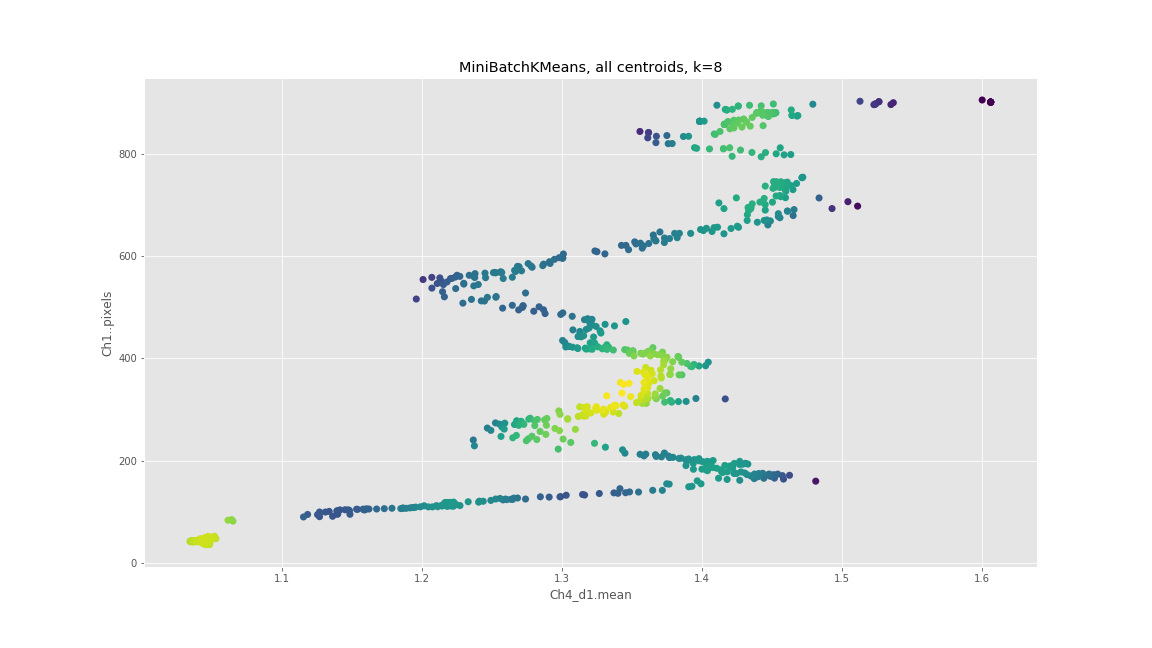 MiniBatchKMeans, all centroids, k=8
Ch1..pixels
800
600
400
200
0
1.1 1.2 1.3 1.4 1.5 1.6
Ch4_d1.mean